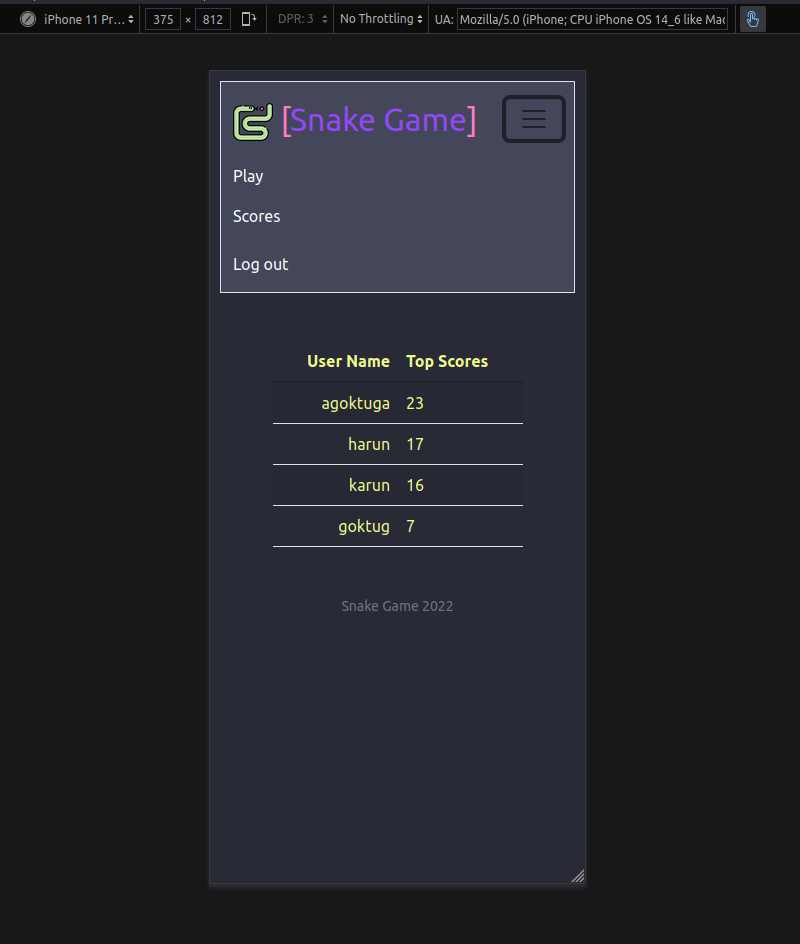 iPhone 11 Pr… 375 × 812 DPR: 3 No Throttling UA: Mozilla/5.0 (iPhone; CPU iPhone OS 14_6 like Mac
[Snake Game]
Play
Scores
Log out
User Name Top Scores
agoktuga 23
harun 17
karun 16
goktug 7
Snake Game 2022